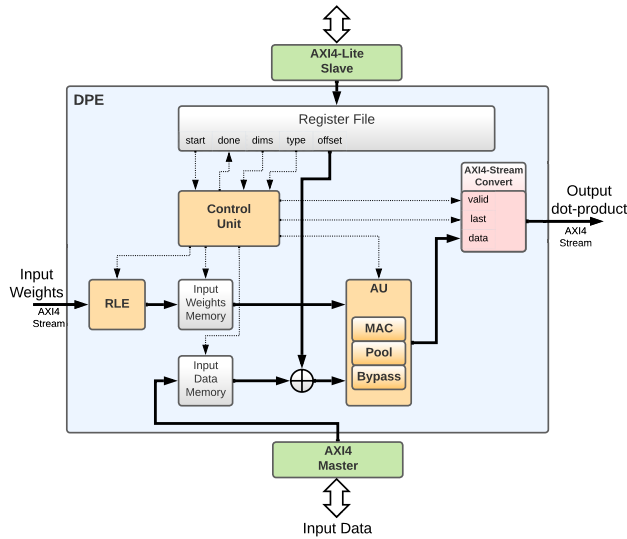 AXI4-Lite
Slave
DPE
Register File
start done dims type offset
AXI4-Stream
Convert
valid
last
data
Output
dot-product
AXI4
Stream
Control
Unit
Input
Weights
AXI4
Stream
RLE
Input
Weights
Memory
AU
MAC
Pool
Bypass
Input
Data
Memory
AXI4
Master
Input Data